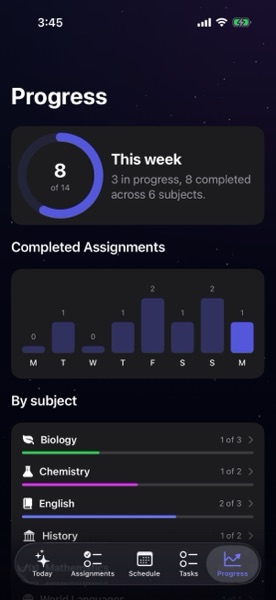 3:45
Progress
8
of 14
This week
3 in progress, 8 completed
across 6 subjects.
Completed Assignments
0 1 0 1 2 1 2 1
M T W T F S S M
By subject
Biology 1 of 3
Chemistry 1 of 3
English 2 of 3
History 1 of 2
Today Assignments Schedule Tasks Progress